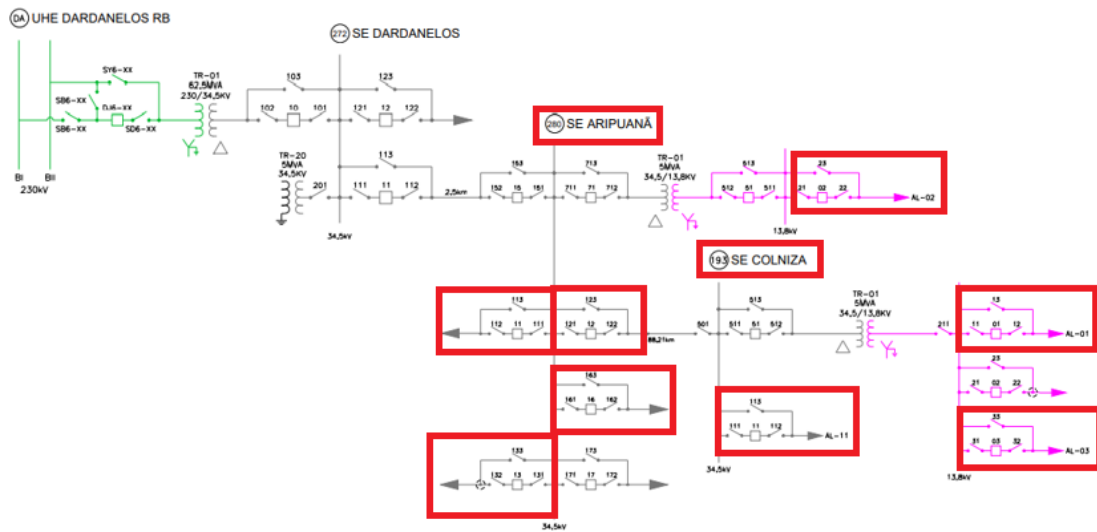 DA UHE DARDANELOS RB
272 SE DARDANELOS
SY6-XX
SB6-XX
DJ6-XX
SB6-XX
SD6-XX
TR-01
62,5MVA
230/34,5KV
BI
BII
230kV
103
102
10
101
123
121
12
122
TR-20
5MVA
34,5KV
201
113
111
11
112
2,5km
34,5kV
280 SE ARIPUANÃ
153
152
15
151
713
711
71
712
TR-01
5MVA
34,5/13,8KV
513
512
51
511
13,8kV
23
21
02
22
AL-02
193 SE COLNIZA
113
112
11
111
123
121
12
122
88,21km
501
513
511
51
512
TR-01
5MVA
34,5/13,8KV
211
13
11
01
12
AL-01
23
21
02
22
163
161
16
162
113
111
11
112
AL-11
34,5kV
33
31
03
32
AL-03
13,8kV
133
132
13
131
173
171
17
172
34,5kV